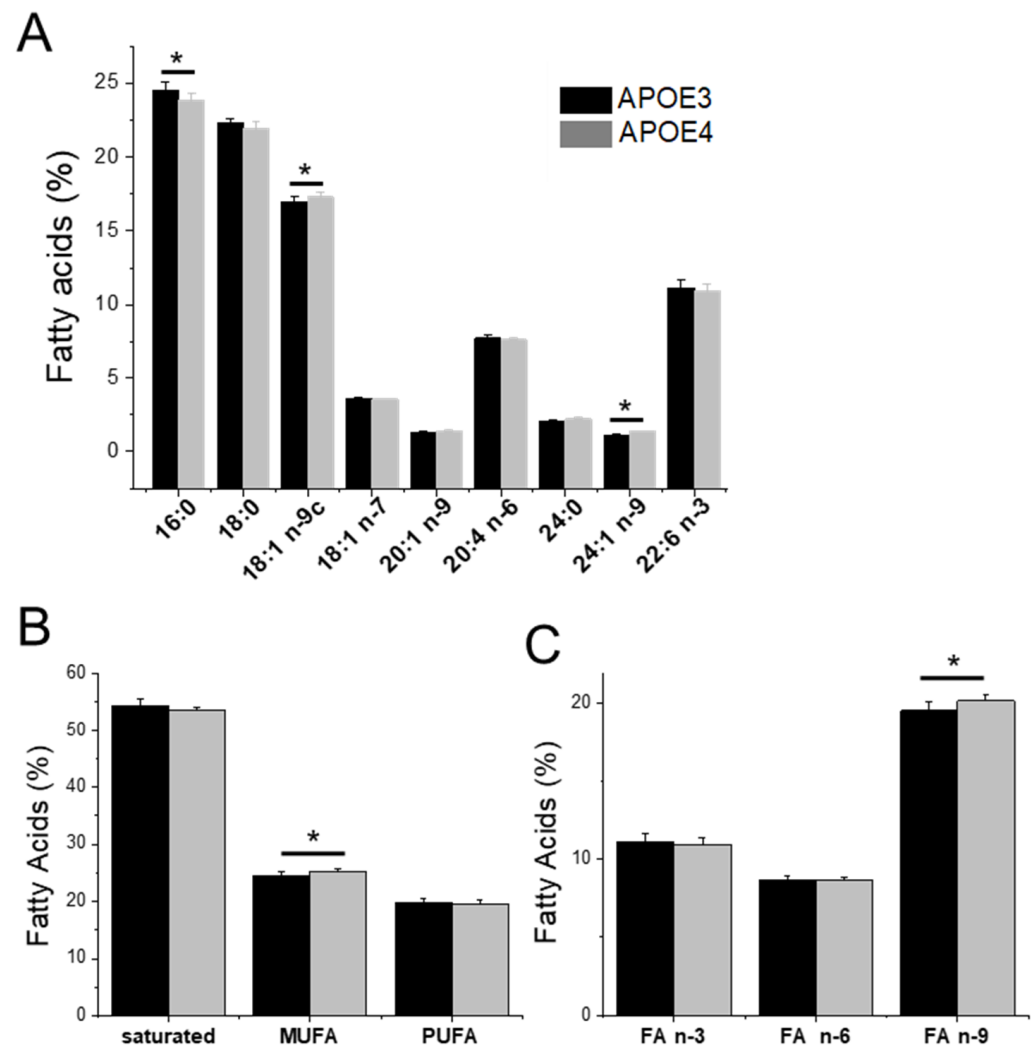 A
*
*
*
25
20
15
10
5
0
Fatty acids (%)
APOE3
APOE4
16:0
18:0
18:1 n-9c
18:1 n-7
20:1 n-9
20:4 n-6
24:0
24:1 n-9
22:6 n-3
B
*
60
50
40
30
20
10
0
Fatty Acids (%)
saturated
MUFA
PUFA
C
*
20
10
0
Fatty Acids (%)
FA n-3
FA n-6
FA n-9